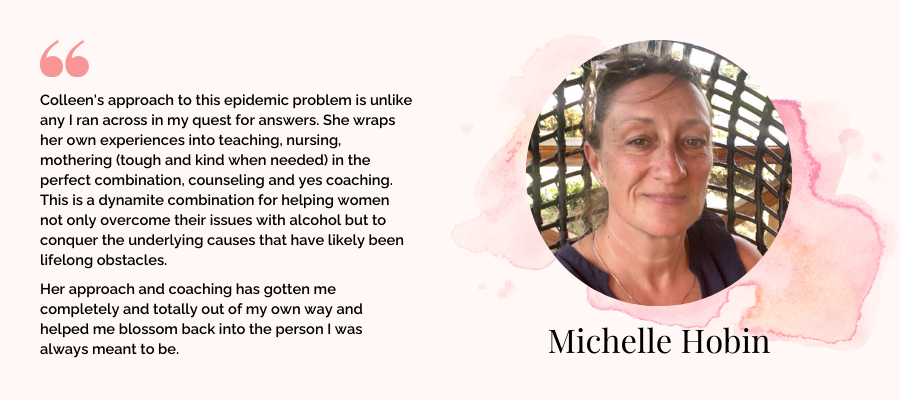 Colleen's approach to this epidemic problem is unlike
any I ran across in my quest for answers. She wraps
her own experiences into teaching, nursing,
mothering (tough and kind when needed) in the
perfect combination, counseling and yes coaching.
This is a dynamite combination for helping women
not only overcome their issues with alcohol but to
conquer the underlying causes that have likely been
lifelong obstacles.
Her approach and coaching has gotten me
completely and totally out of my own way and
helped me blossom back into the person I was
always meant to be.
Michelle Hobin